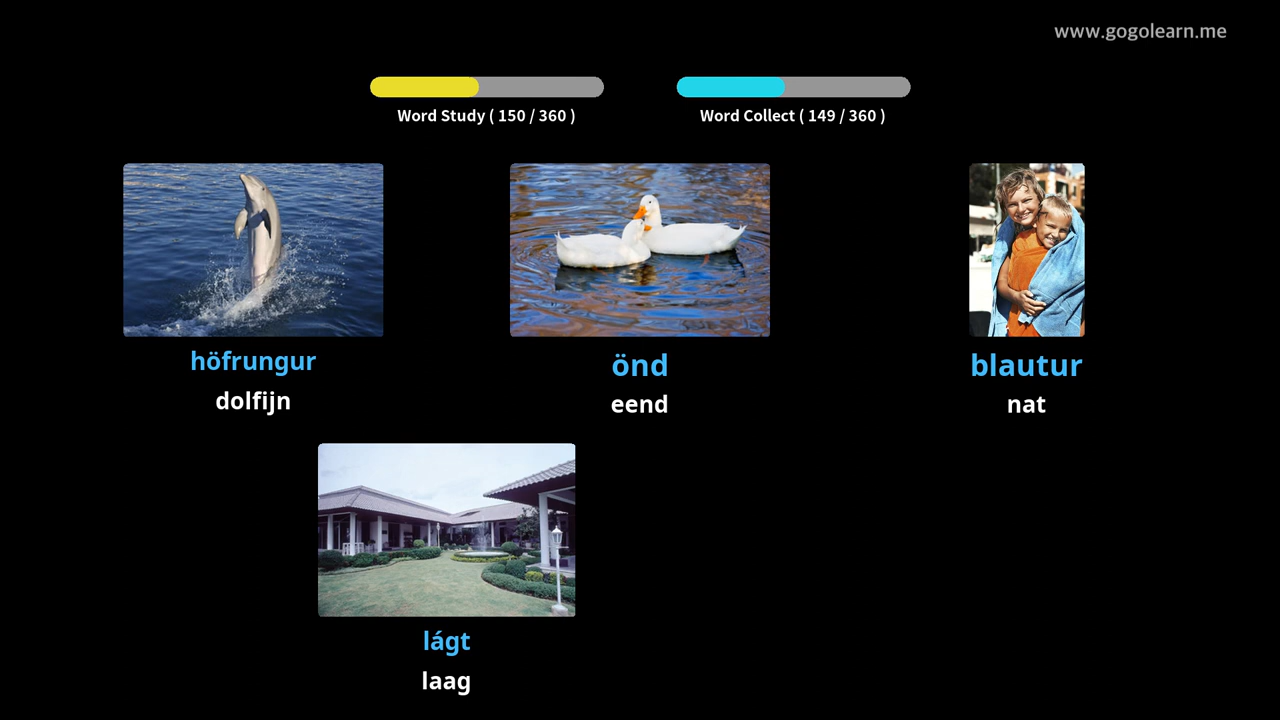 www.gogolearn.me
Word Study ( 150 / 360 )
Word Collect ( 149 / 360 )
höfrungur
dolfijn
önd
eend
blautur
nat
lágt
laag